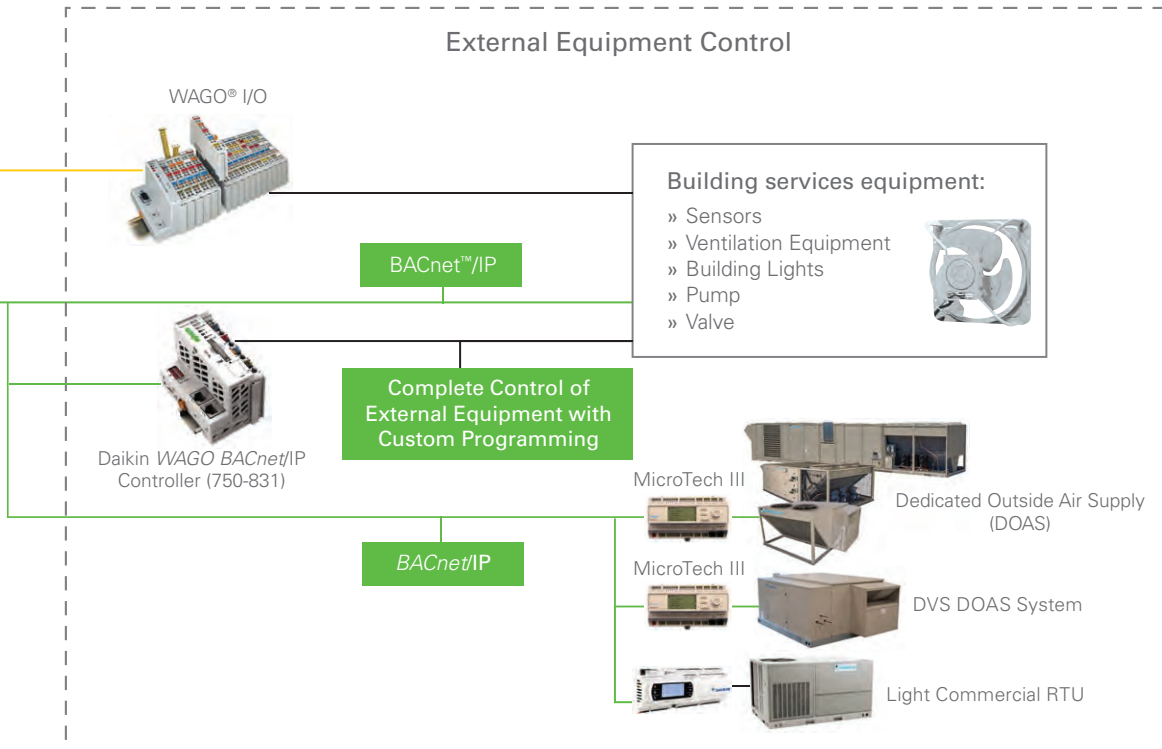 External Equipment Control
WAGO® I/O
Building services equipment:
» Sensors
» Ventilation Equipment
» Building Lights
» Pump
» Valve
BACnet™/IP
Complete Control of
External Equipment with
Custom Programming
Daikin WAGO BACnet/IP
Controller (750-831)
MicroTech III
Dedicated Outside Air Supply
(DOAS)
BACnet/IP
MicroTech III
DVS DOAS System
Light Commercial RTU